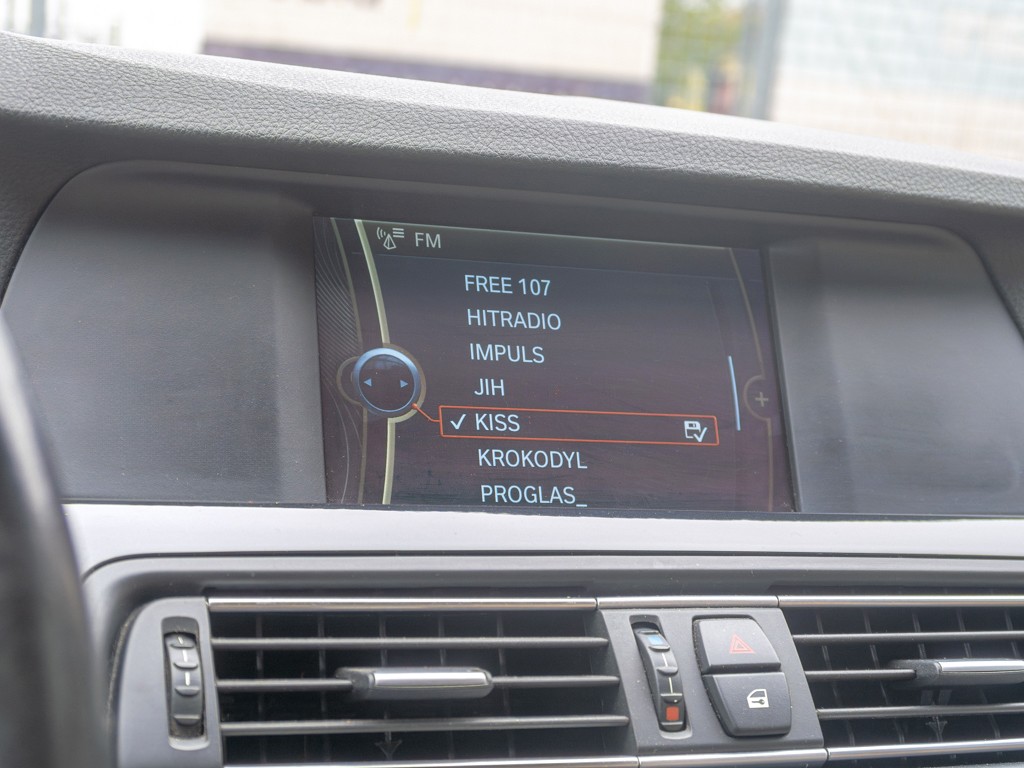 FM
FREE 107
HITRADIO
IMPULS
JIH
KISS
KROKODYL
PROGLAS_